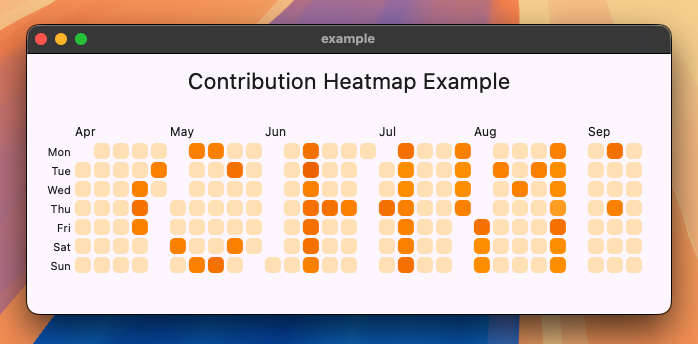 example
Contribution Heatmap Example
Apr May Jun Jul Aug Sep
Mon
Tue
Wed
Thu
Fri
Sat
Sun